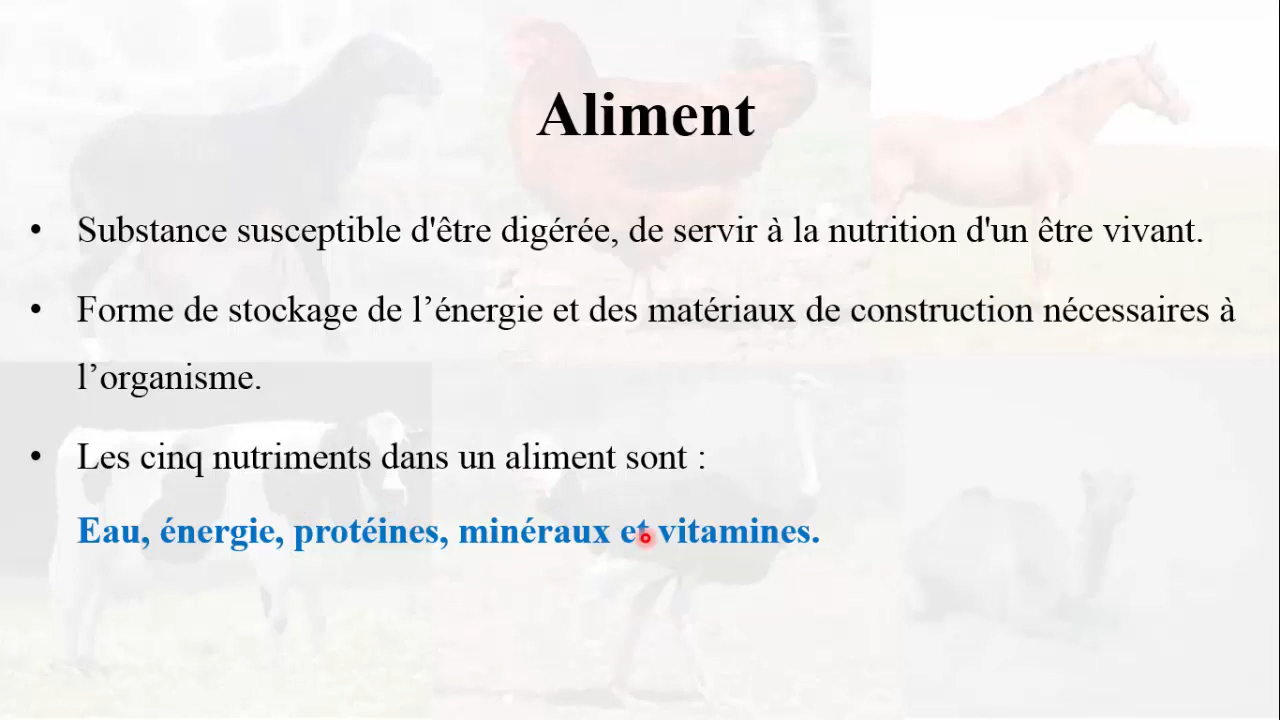 Aliment
• Substance susceptible d'être digérée, de servir à la nutrition d'un être vivant.
• Forme de stockage de l’énergie et des matériaux de construction nécessaires à
l’organisme.
• Les cinq nutriments dans un aliment sont :
Eau, énergie, protéines, minéraux et vitamines.